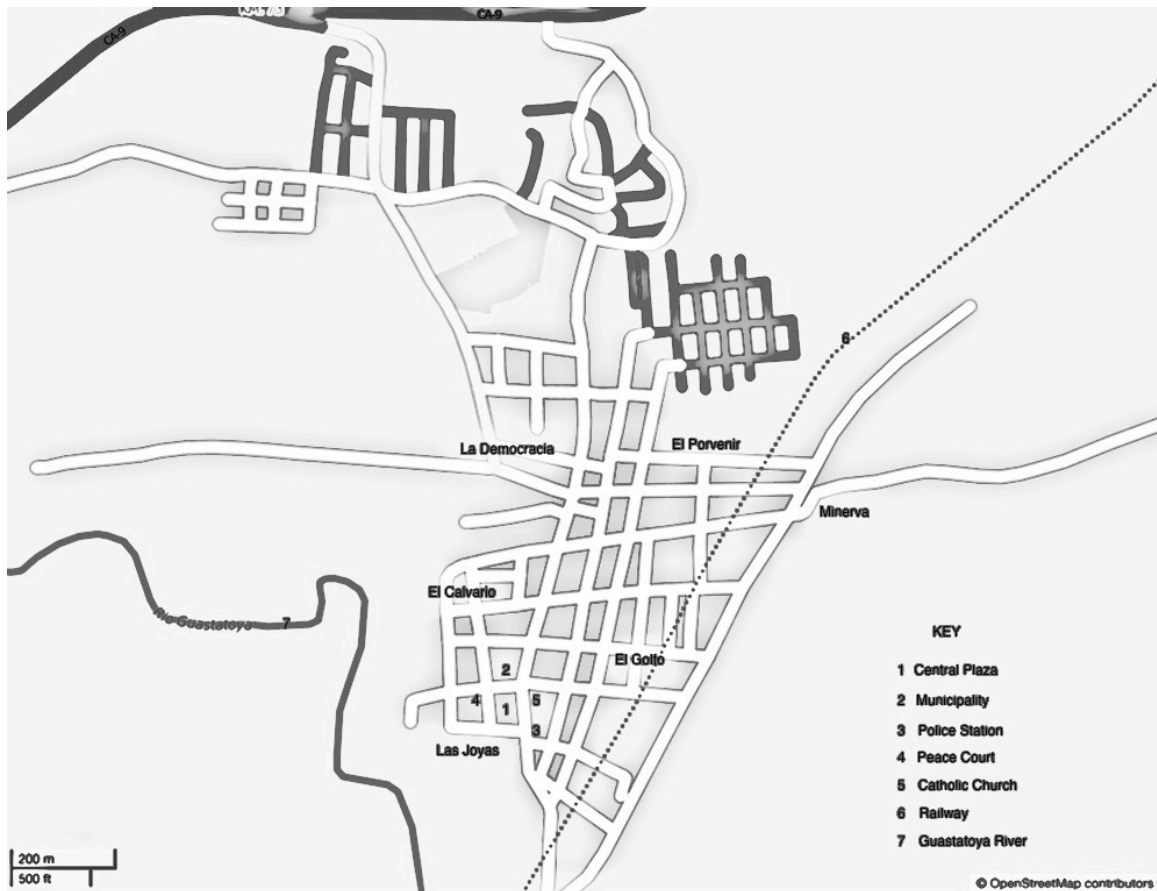 CA-9
CA-9
La Democracia
El Porvenir
Minerva
El Calvario
Río Guastatoya
El Golfo
Las Joyas
6
7
2
4
1
5
3
KEY
1 Central Plaza
2 Municipality
3 Police Station
4 Peace Court
5 Catholic Church
6 Railway
7 Guastatoya River
200 m
500 ft
© OpenStreetMap contributors